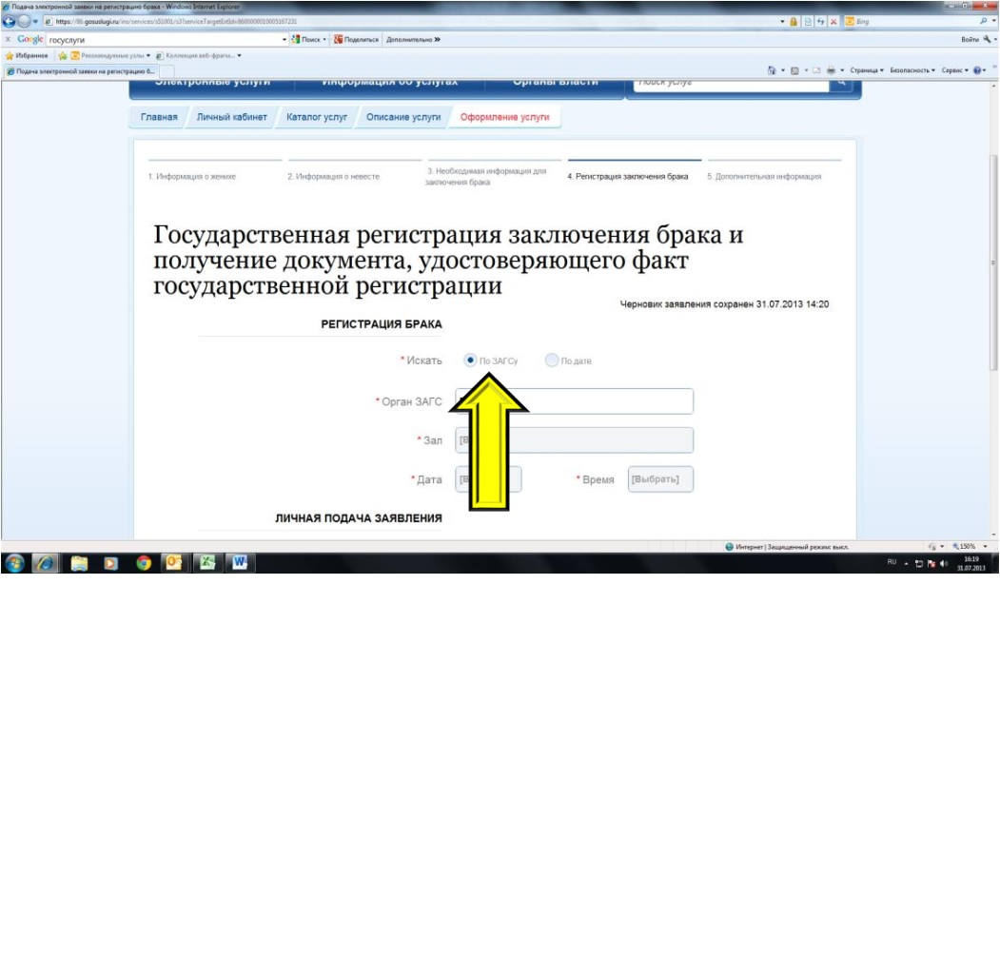 Подача электронной заявки на регистрацию брака - Windows Internet Explorer
https://86.gosuslugi.ru/
Bing
Google госуслуги Поиск Поделиться Дополнительно » Войти
Избранное Рекомендуемые узлы Коллекция веб-фрагм...
Подача электронной заявки на регистрацию б... Страница Безопасность Сервис
Электронные услуги Информация об услугах Органы власти Поиск услуг
Главная Личный кабинет Каталог услуг Описание услуги Оформление услуги
1. Информация о женихе 2. Информация о невесте 3. Необходимая информация для заключения брака 4. Регистрация заключения брака 5. Дополнительная информация
Государственная регистрация заключения брака и
получение документа, удостоверяющего факт
государственной регистрации
Черновик заявления сохранен 31.07.2013 14:20
РЕГИСТРАЦИЯ БРАКА
* Искать По ЗАГСу По дате
* Орган ЗАГС
* Зал
* Дата * Время [Выбрать]
ЛИЧНАЯ ПОДАЧА ЗАЯВЛЕНИЯ
Интернет | Защищенный режим: выкл. 150%
RU 16:19
31.07.2013